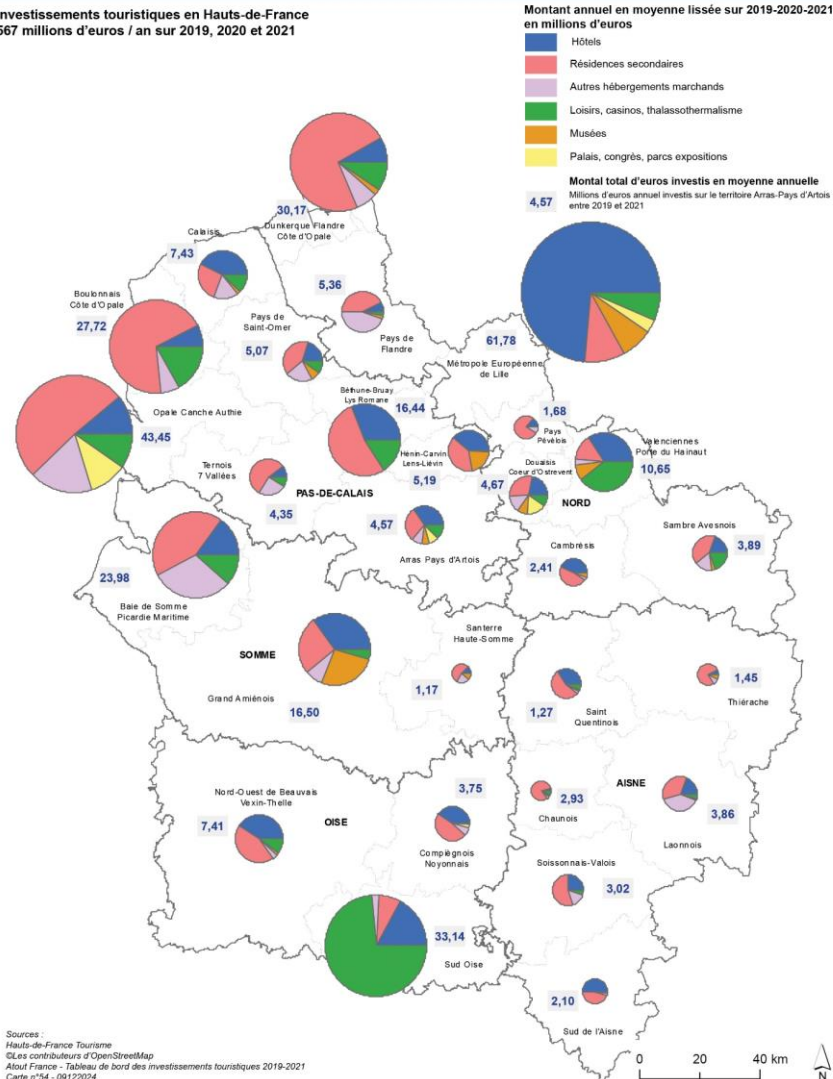 nvestissements touristiques en Hauts-de-France
567 millions d'euros / an sur 2019, 2020 et 2021
Montant annuel en moyenne lissée sur 2019-2020-2021
en millions d'euros
Hôtels
Résidences secondaires
Autres hébergements marchands
Loisirs, casinos, thalassothermalisme
Musées
Palais, congrès, parcs expositions
Montal total d'euros investis en moyenne annuelle
4,57
Millions d'euros annuel investis sur le territoire Arras-Pays d'Artois
entre 2019 et 2021
30,17
Dunkerque Flandre
Côte d'Opale
Calaisis
7,43
5,36
Pays de
Flandre
Boulonnais
Côte d'Opale
27,72
Pays de
Saint-Omer
5,07
61,78
Métropole Européenne
de Lille
Béthune-Bruay
Lys Romane
16,44
Opale Canche Authie
43,45
1,68
Pays
Pévélois
Valenciennes
Porte du Hainaut
10,65
Hénin-Carvin
Lens-Liévin
5,19
Douaisis
Coeur d'Ostrevent
4,67
NORD
Ternois
7 Vallées
4,35
PAS-DE-CALAIS
4,57
Arras Pays d'Artois
Sambre Avesnois
3,89
Cambrésis
2,41
23,98
Baie de Somme
Picardie Maritime
SOMME
Grand Amiénois
16,50
Santerre
Haute-Somme
1,17
1,27
Saint
Quentinois
1,45
Thiérache
Nord-Ouest de Beauvais
Vexin-Thelle
7,41
OISE
3,75
Compiègnois
Noyonnais
2,93
Chaunois
AISNE
3,86
Laonnois
Soissonnais-Valois
3,02
33,14
Sud Oise
2,10
Sud de l'Aisne
Sources :
Hauts-de-France Tourisme
©Les contributeurs d'OpenStreetMap
Atout France - Tableau de bord des investissements touristiques 2019-2021
Carte n°54 - 09122024
0 20 40 km
N